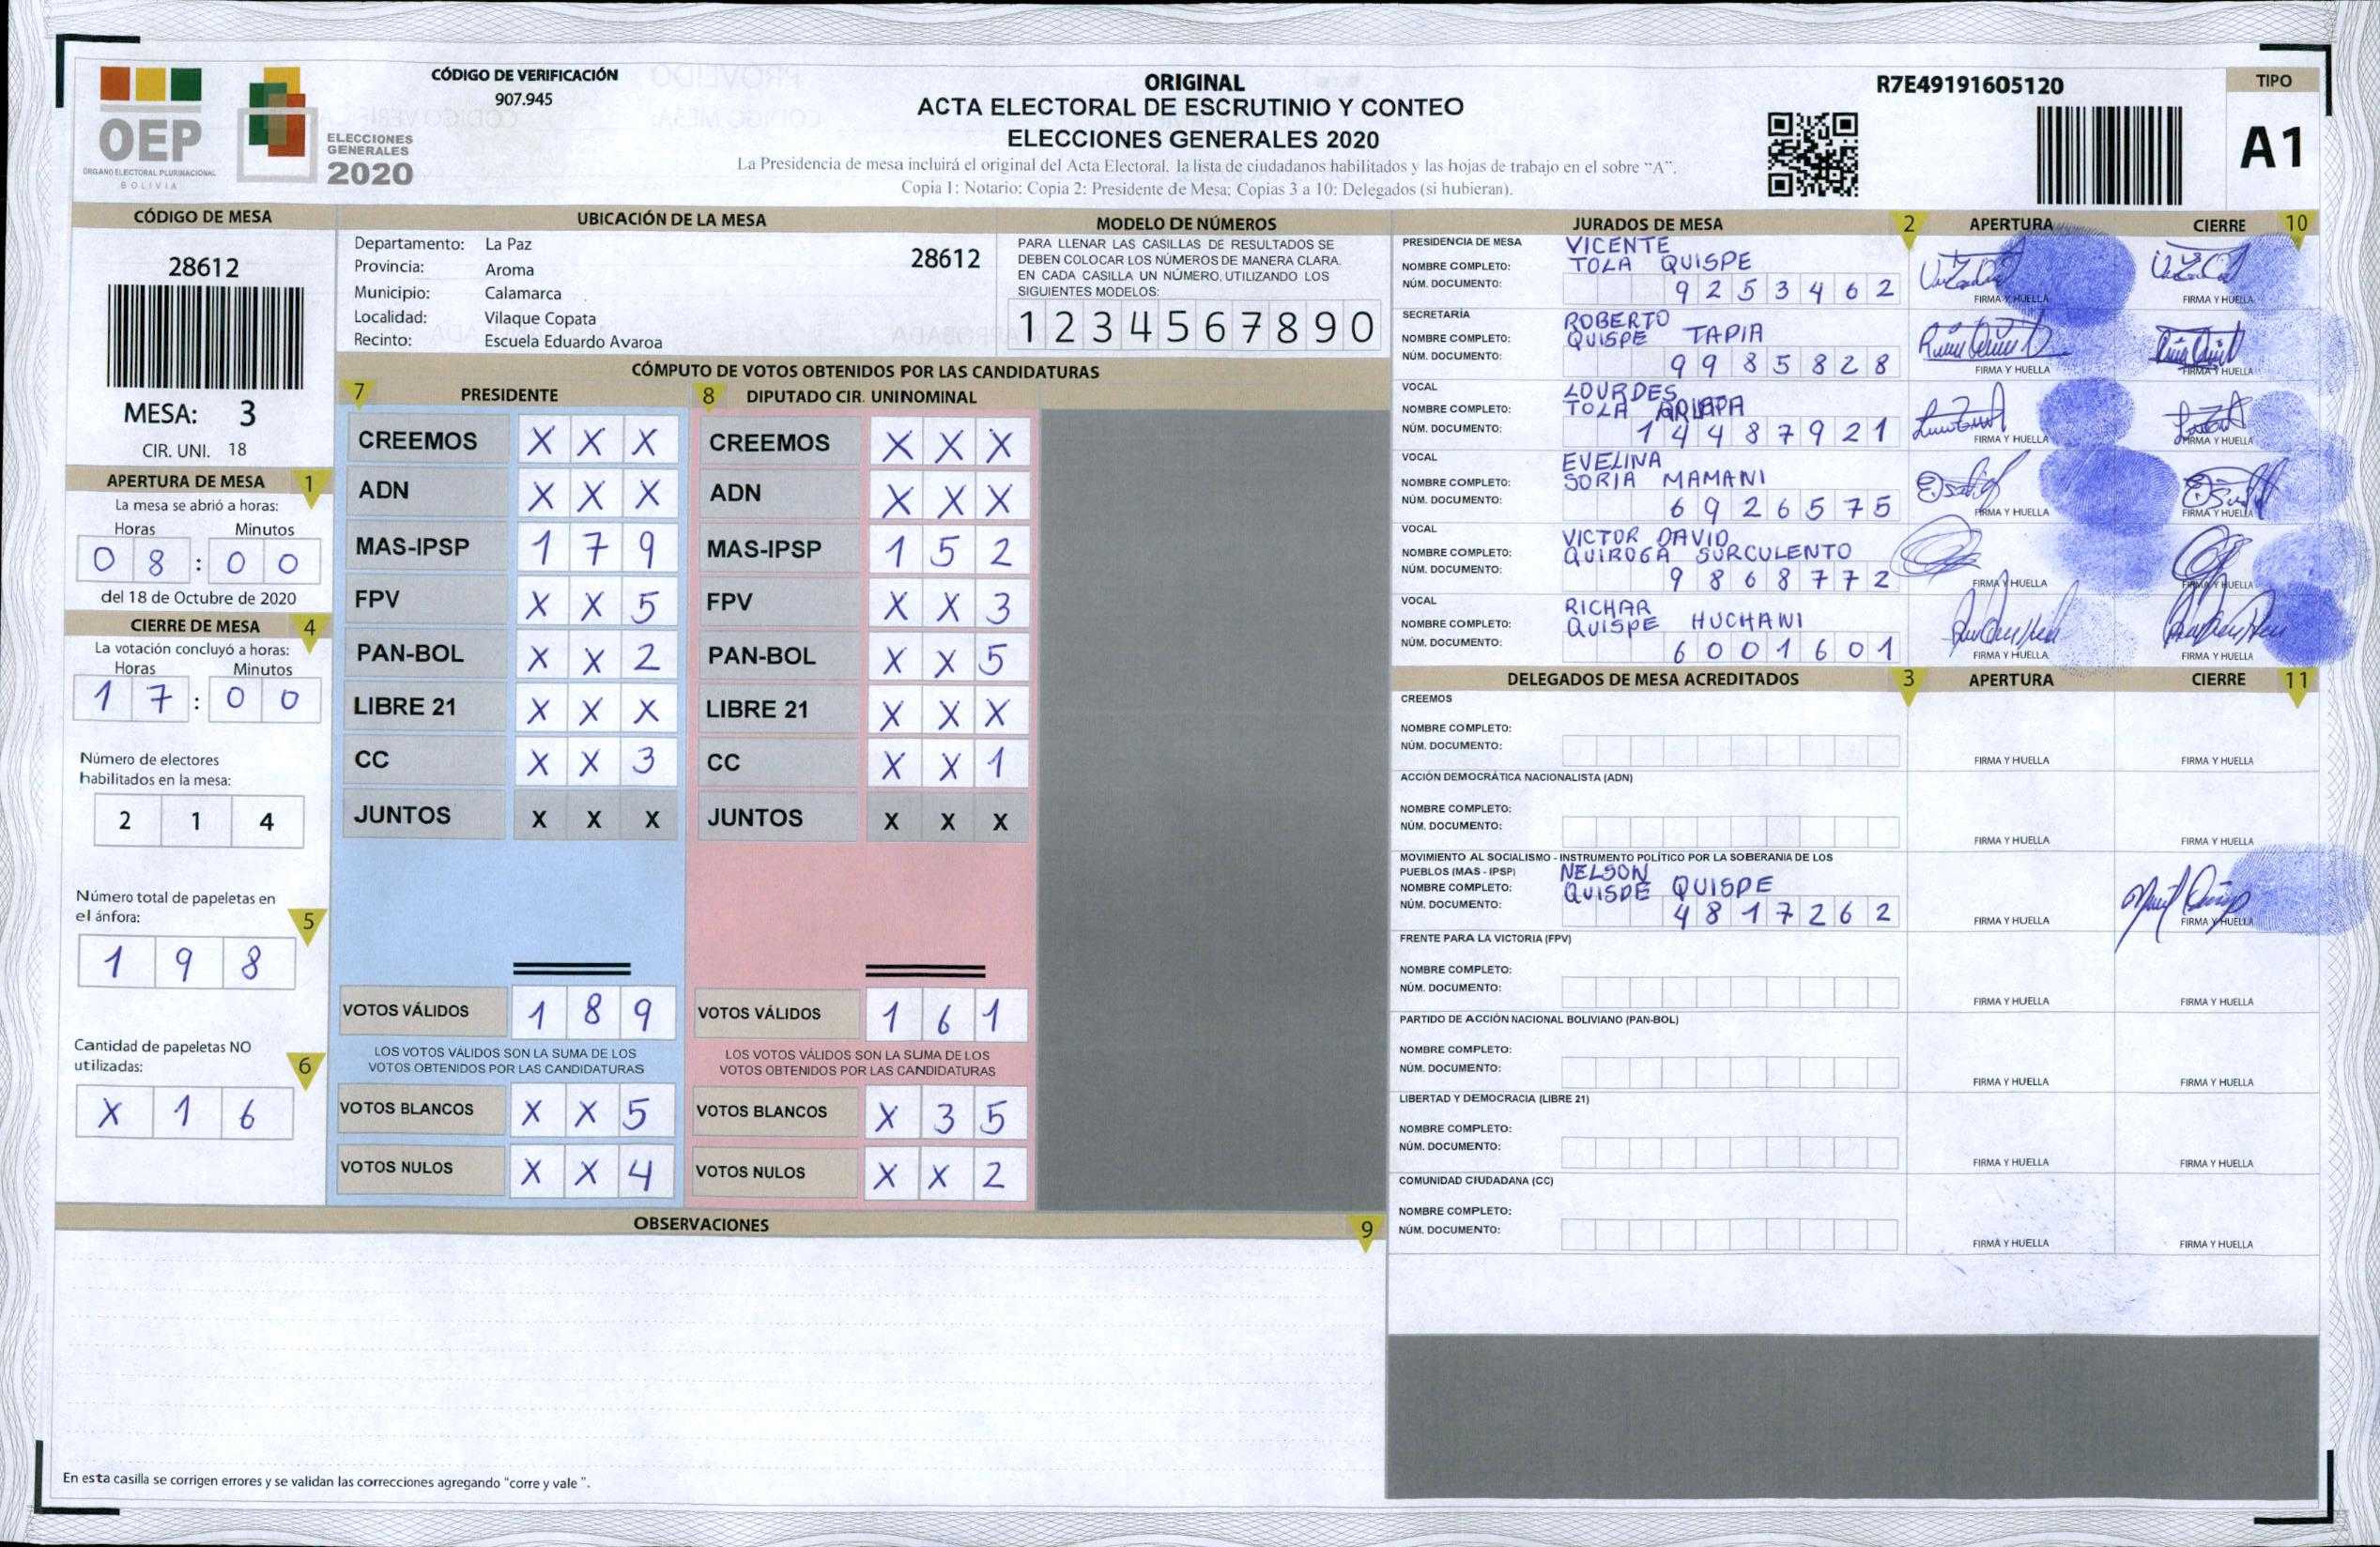 OEP
ÓRGANO ELECTORAL PLURINACIONAL
BOLIVIA
ELECCIONES
GENERALES
2020
CÓDIGO DE VERIFICACIÓN
907.945
ORIGINAL
ACTA ELECTORAL DE ESCRUTINIO Y CONTEO
ELECCIONES GENERALES 2020
La Presidencia de mesa incluirá el original del Acta Electoral, la lista de ciudadanos habilitados y las hojas de trabajo en el sobre "A".
Copia 1: Notario; Copia 2: Presidente de Mesa; Copias 3 a 10: Delegados (si hubieran).
R7E49191605120
TIPO
A1
CÓDIGO DE MESA
28612
MESA: 3
CIR. UNI. 18
APERTURA DE MESA 1
La mesa se abrió a horas:
Horas Minutos
0 8 : 0 0
del 18 de Octubre de 2020
CIERRE DE MESA 4
La votación concluyó a horas:
Horas Minutos
1 7 : 0 0
Número de electores
habilitados en la mesa:
2 1 4
Número total de papeletas en
el ánfora: 5
1 9 8
Cantidad de papeletas NO
utilizadas: 6
X 1 6
UBICACIÓN DE LA MESA
Departamento: La Paz
Provincia: Aroma
Municipio: Calamarca
Localidad: Vilaque Copata
Recinto: Escuela Eduardo Avaroa
28612
MODELO DE NÚMEROS
PARA LLENAR LAS CASILLAS DE RESULTADOS SE
DEBEN COLOCAR LOS NÚMEROS DE MANERA CLARA.
EN CADA CASILLA UN NÚMERO, UTILIZANDO LOS
SIGUIENTES MODELOS:
1 2 3 4 5 6 7 8 9 0
CÓMPUTO DE VOTOS OBTENIDOS POR LAS CANDIDATURAS
7 PRESIDENTE
CREEMOS X X X
ADN X X X
MAS-IPSP 1 7 9
FPV X X 5
PAN-BOL X X 2
LIBRE 21 X X X
CC X X 3
JUNTOS X X X
VOTOS VÁLIDOS 1 8 9
LOS VOTOS VÁLIDOS SON LA SUMA DE LOS
VOTOS OBTENIDOS POR LAS CANDIDATURAS
VOTOS BLANCOS X X 5
VOTOS NULOS X X 4
8 DIPUTADO CIR. UNINOMINAL
CREEMOS X X X
ADN X X X
MAS-IPSP 1 5 2
FPV X X 3
PAN-BOL X X 5
LIBRE 21 X X X
CC X X 1
JUNTOS X X X
VOTOS VÁLIDOS 1 6 1
LOS VOTOS VÁLIDOS SON LA SUMA DE LOS
VOTOS OBTENIDOS POR LAS CANDIDATURAS
VOTOS BLANCOS X 3 5
VOTOS NULOS X X 2
OBSERVACIONES 9
En esta casilla se corrigen errores y se validan las correcciones agregando "corre y vale ".
JURADOS DE MESA 2 APERTURA CIERRE 10
PRESIDENCIA DE MESA VICENTE
NOMBRE COMPLETO: TOLA QUISPE
NÚM. DOCUMENTO: 9 2 5 3 4 6 2
FIRMA Y HUELLA FIRMA Y HUELLA
SECRETARÍA ROBERTO
NOMBRE COMPLETO: QUISPE TAPIA
NÚM. DOCUMENTO: 9 9 8 5 8 2 8
FIRMA Y HUELLA FIRMA Y HUELLA
VOCAL LOURDES
NOMBRE COMPLETO: TOLA
NÚM. DOCUMENTO: 1 4 4 8 7 9 2 1
FIRMA Y HUELLA FIRMA Y HUELLA
VOCAL EVELINA
NOMBRE COMPLETO: SORIA MAMANI
NÚM. DOCUMENTO: 6 9 2 6 5 7 5
FIRMA Y HUELLA FIRMA Y HUELLA
VOCAL VICTOR DAVID
NOMBRE COMPLETO: QUIROGA SURCULENTO
NÚM. DOCUMENTO: 9 8 6 8 7 7 2
FIRMA Y HUELLA FIRMA Y HUELLA
VOCAL RICHAR
NOMBRE COMPLETO: QUISPE HUCHANI
NÚM. DOCUMENTO: 6 0 0 1 6 0 1
FIRMA Y HUELLA FIRMA Y HUELLA
DELEGADOS DE MESA ACREDITADOS 3 APERTURA CIERRE 11
CREEMOS
NOMBRE COMPLETO:
NÚM. DOCUMENTO:
FIRMA Y HUELLA FIRMA Y HUELLA
ACCIÓN DEMOCRÁTICA NACIONALISTA (ADN)
NOMBRE COMPLETO:
NÚM. DOCUMENTO:
FIRMA Y HUELLA FIRMA Y HUELLA
MOVIMIENTO AL SOCIALISMO - INSTRUMENTO POLÍTICO POR LA SOBERANIA DE LOS
PUEBLOS (MAS - IPSP) NELSON
NOMBRE COMPLETO: QUISPE QUISPE
NÚM. DOCUMENTO: 4 8 1 7 2 6 2
FIRMA Y HUELLA FIRMA Y HUELLA
FRENTE PARA LA VICTORIA (FPV)
NOMBRE COMPLETO:
NÚM. DOCUMENTO:
FIRMA Y HUELLA FIRMA Y HUELLA
PARTIDO DE ACCIÓN NACIONAL BOLIVIANO (PAN-BOL)
NOMBRE COMPLETO:
NÚM. DOCUMENTO:
FIRMA Y HUELLA FIRMA Y HUELLA
LIBERTAD Y DEMOCRACIA (LIBRE 21)
NOMBRE COMPLETO:
NÚM. DOCUMENTO:
FIRMA Y HUELLA FIRMA Y HUELLA
COMUNIDAD CIUDADANA (CC)
NOMBRE COMPLETO:
NÚM. DOCUMENTO:
FIRMA Y HUELLA FIRMA Y HUELLA